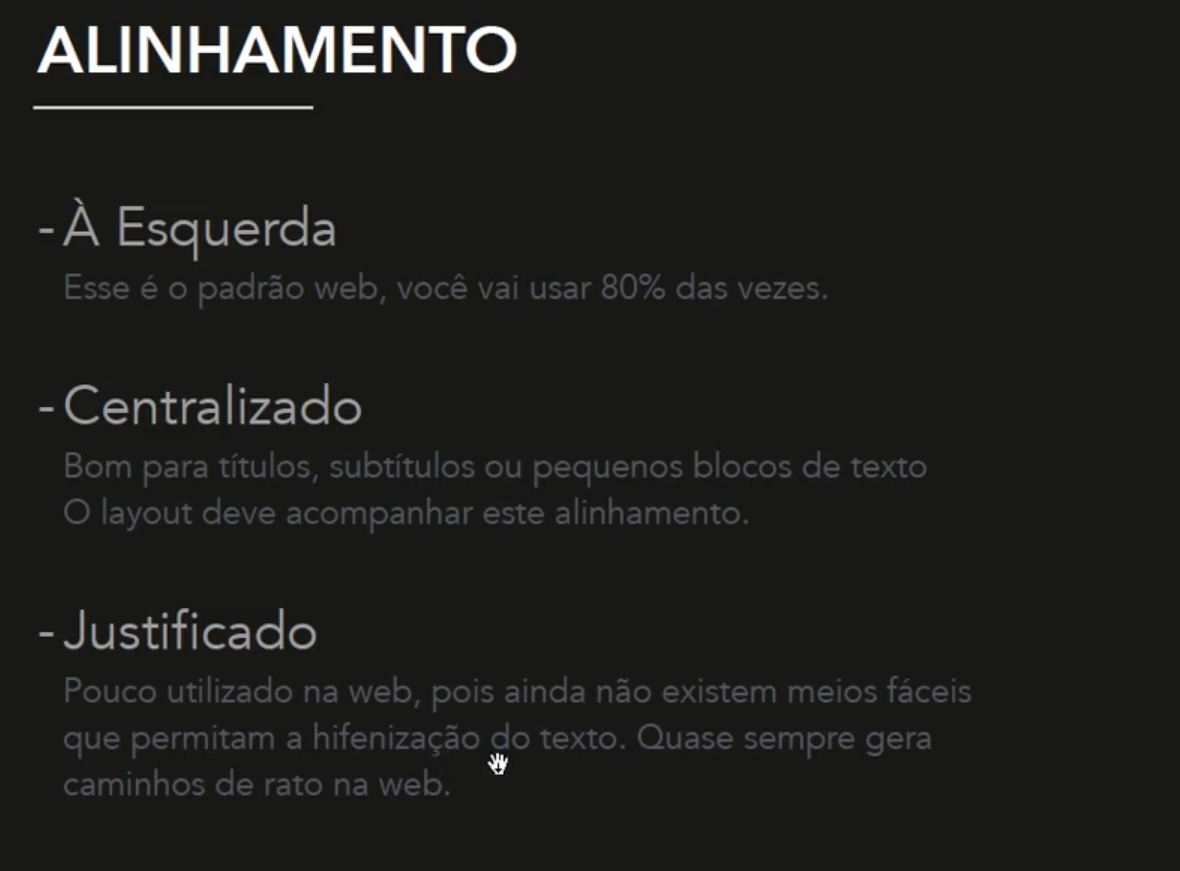 ALINHAMENTO
- À Esquerda
Esse é o padrão web, você vai usar 80% das vezes.
- Centralizado
Bom para títulos, subtítulos ou pequenos blocos de texto
O layout deve acompanhar este alinhamento.
- Justificado
Pouco utilizado na web, pois ainda não existem meios fáceis
que permitam a hifenização do texto. Quase sempre gera
caminhos de rato na web.